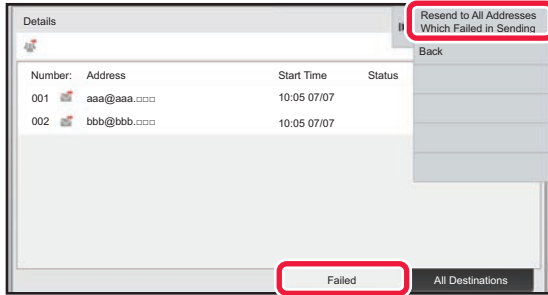 Details
Resend to All Addresses
Which Failed in Sending
Back
Number: Address Start Time Status
001 aaa@aaa.□□□ 10:05 07/07
002 bbb@bbb.□□□ 10:05 07/07
Failed All Destinations